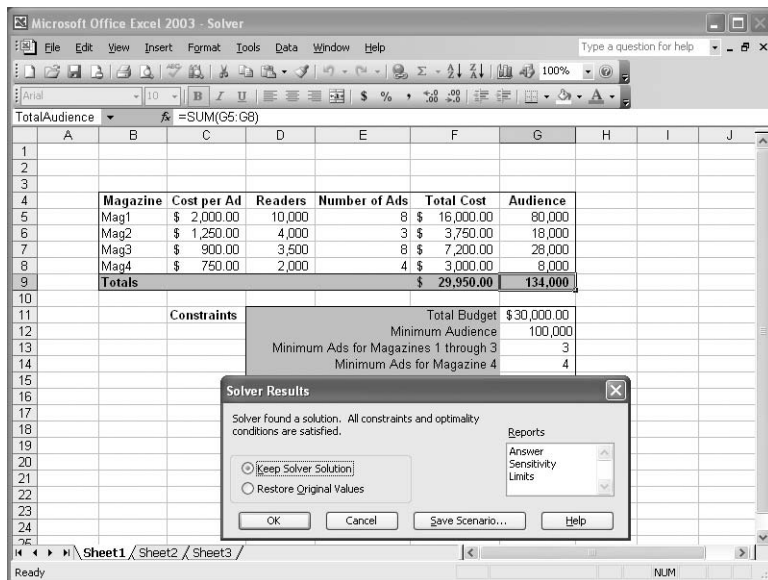 Microsoft Office Excel 2003 - Solver
File Edit View Insert Format Tools Data Window Help Type a question for help
100%
Arial 10 B I U $ % ,
TotalAudience fx =SUM(G5:G8)
A B C D E F G H I J
1
2
3
4 Magazine Cost per Ad Readers Number of Ads Total Cost Audience
5 Mag1 $ 2,000.00 10,000 8 $ 16,000.00 80,000
6 Mag2 $ 1,250.00 4,000 3 $ 3,750.00 18,000
7 Mag3 $ 900.00 3,500 8 $ 7,200.00 28,000
8 Mag4 $ 750.00 2,000 4 $ 3,000.00 8,000
9 Totals $ 29,950.00 134,000
10
11 Constraints Total Budget $30,000.00
12 Minimum Audience 100,000
13 Minimum Ads for Magazines 1 through 3 3
14 Minimum Ads for Magazine 4 4
15
16
17
18
19
20
21
22
23
24
25
Solver Results
Solver found a solution. All constraints and optimality
conditions are satisfied.
Reports
Answer
Sensitivity
Limits
Keep Solver Solution
Restore Original Values
OK Cancel Save Scenario... Help
Sheet1 Sheet2 Sheet3
Ready NUM